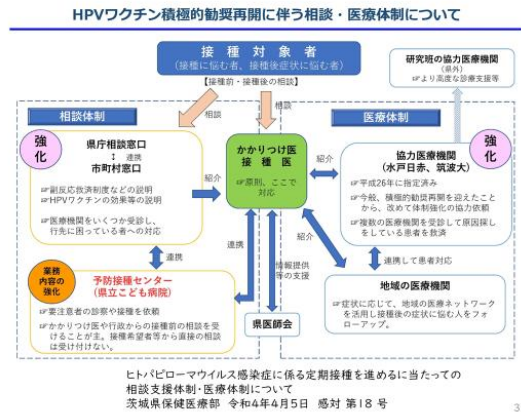 HPVワクチン積極的勧奨再開に伴う相談・医療体制について
接 種 対 象 者
(接種に悩む者、接種後症状に悩む者)
【接種前・接種後の相談】
研究班の協力医療機関
(県外)
☞より高度な診療支援等
相談
相談
相談体制
医療体制
強化
県庁相談窓口
↕ 連携
市町村窓口
☞副反応救済制度などの説明
☞HPVワクチンの効果等の説明
☞医療機関をいくつか受診し、
行先に困っている者への対応
紹介
かかりつけ医
接 種 医
☞原則、ここで
対応
紹介
強化
協力医療機関
(水戸日赤、筑波大)
☞平成26年に指定済み
☞今般、積極的勧奨再開を迎えたこと
から、改めて体制強化の協力依頼
☞複数の医療機関を受診して原因探し
をしている患者を救済
連携
連携
情報提供
等の支援
紹介
連携して患者対応
業務
内容の
強化
予防接種センター
(県立こども病院)
☞要注意者の診察や接種を依頼
☞かかりつけ医や行政からの接種前の相談を受
けることが主。接種希望者等から直接の相談
は受け付けない。
県医師会
地域の医療機関
☞症状に応じて、地域の医療ネットワーク
を活用し接種後の症状に悩む人をフォ
ローアップ。
ヒトパピローマウイルス感染症に係る定期接種を進めるに当たっての
相談支援体制・医療体制について
茨城県保健医療部 令和4年4月5日 感対 第18 号
3